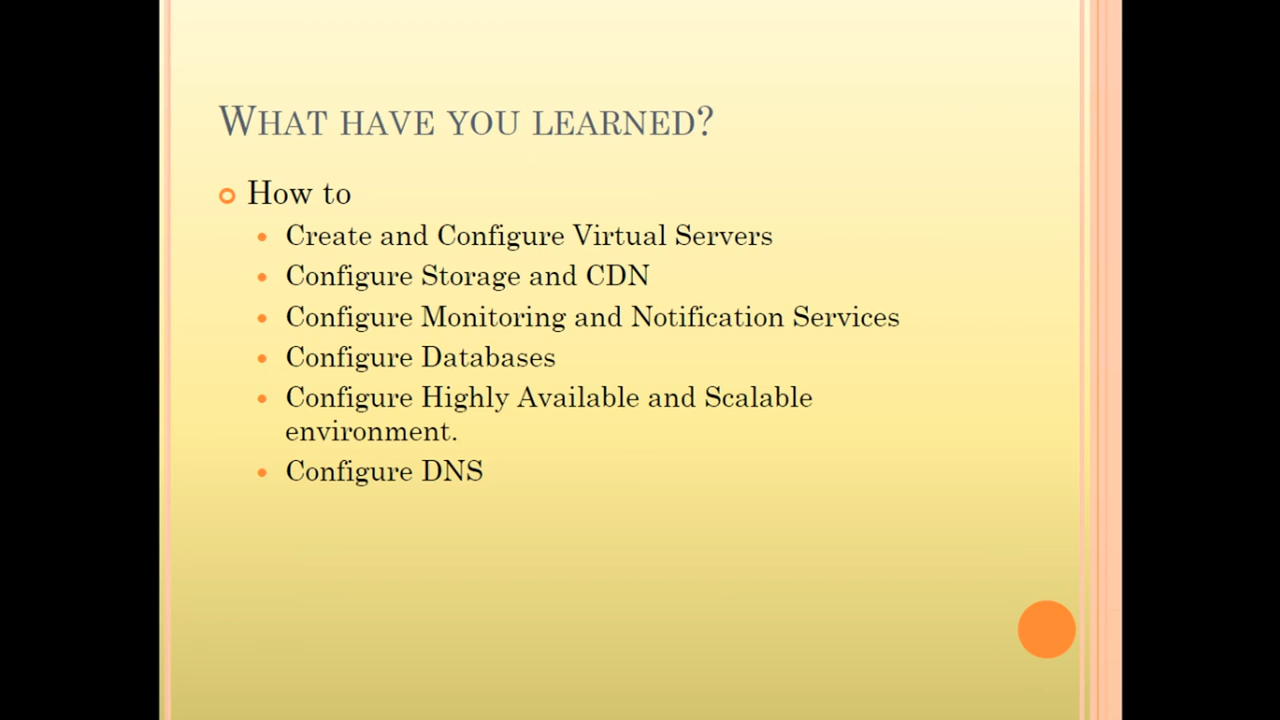 What have you learned?
How to
Create and Configure Virtual Servers
Configure Storage and CDN
Configure Monitoring and Notification Services
Configure Databases
Configure Highly Available and Scalable
environment.
Configure DNS